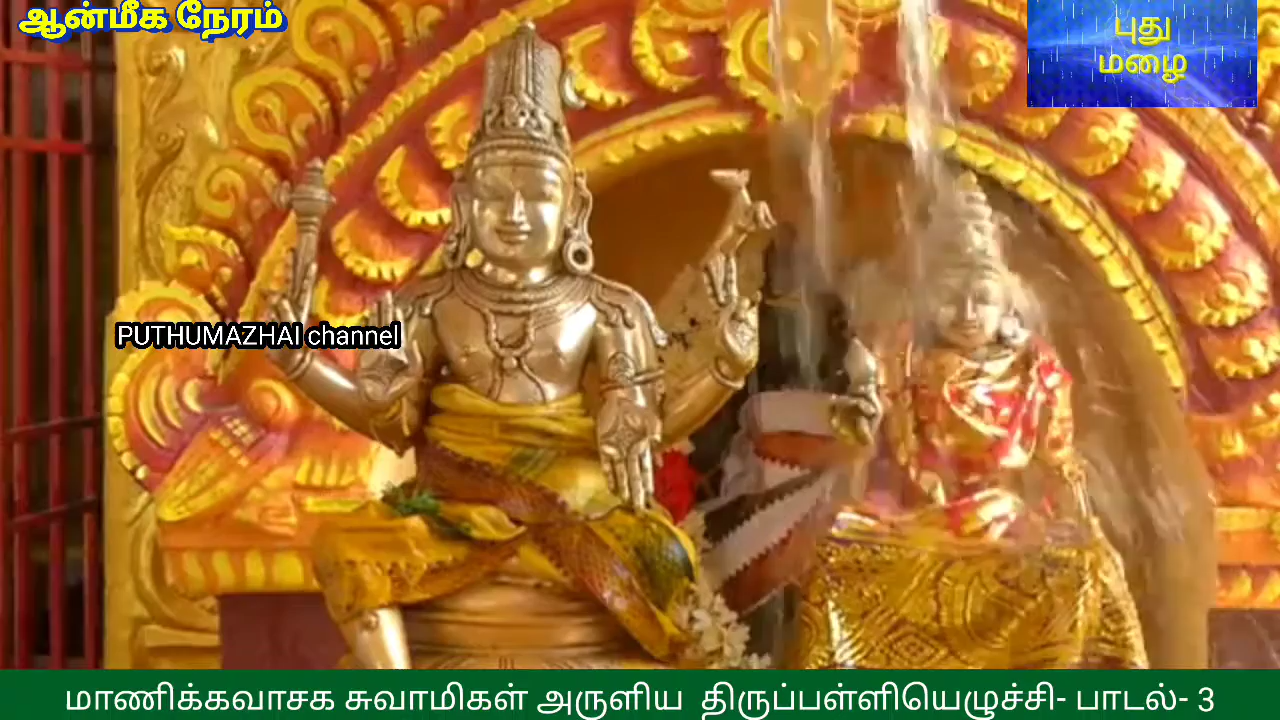 ஆன்மீக நேரம்
புது
மழை
PUTHUMAZHAI channel
மாணிக்கவாசக சுவாமிகள் அருளிய திருப்பள்ளியெழுச்சி- பாடல்- 3